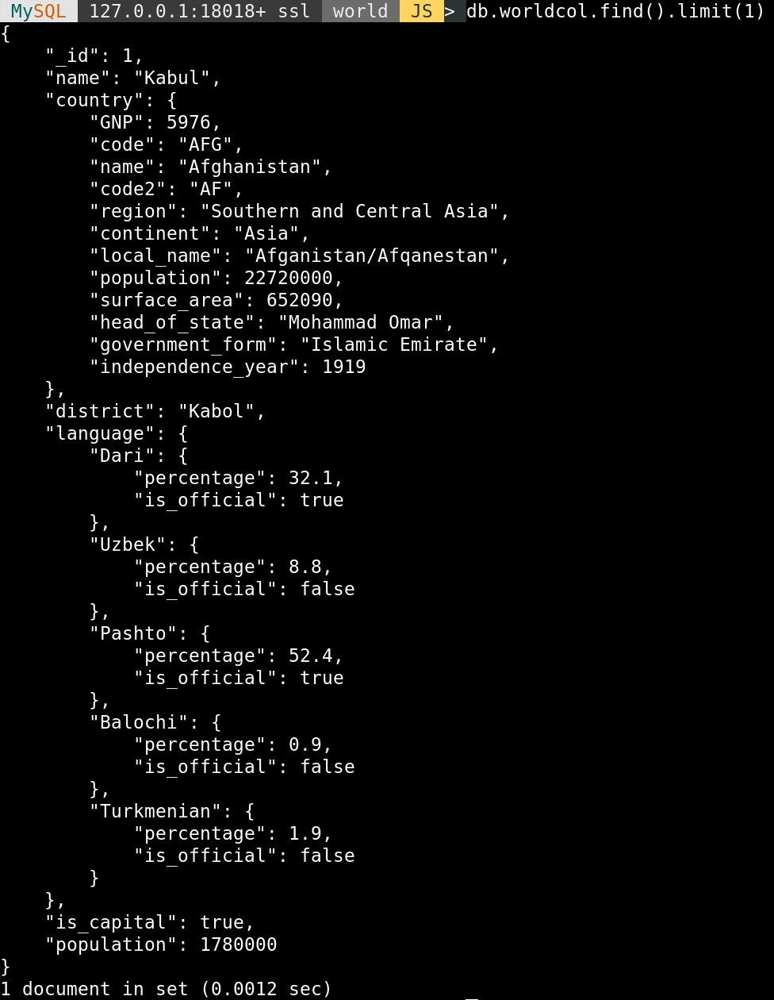 MySQL 127.0.0.1:18018+ ssl world JS > db.worldcol.find().limit(1)
{
    "_id": 1,
    "name": "Kabul",
    "country": {
        "GNP": 5976,
        "code": "AFG",
        "name": "Afghanistan",
        "code2": "AF",
        "region": "Southern and Central Asia",
        "continent": "Asia",
        "local_name": "Afganistan/Afqanestan",
        "population": 22720000,
        "surface_area": 652090,
        "head_of_state": "Mohammad Omar",
        "government_form": "Islamic Emirate",
        "independence_year": 1919
    },
    "district": "Kabol",
    "language": {
        "Dari": {
            "percentage": 32.1,
            "is_official": true
        },
        "Uzbek": {
            "percentage": 8.8,
            "is_official": false
        },
        "Pashto": {
            "percentage": 52.4,
            "is_official": true
        },
        "Balochi": {
            "percentage": 0.9,
            "is_official": false
        },
        "Turkmenian": {
            "percentage": 1.9,
            "is_official": false
        }
    },
    "is_capital": true,
    "population": 1780000
}
1 document in set (0.0012 sec)